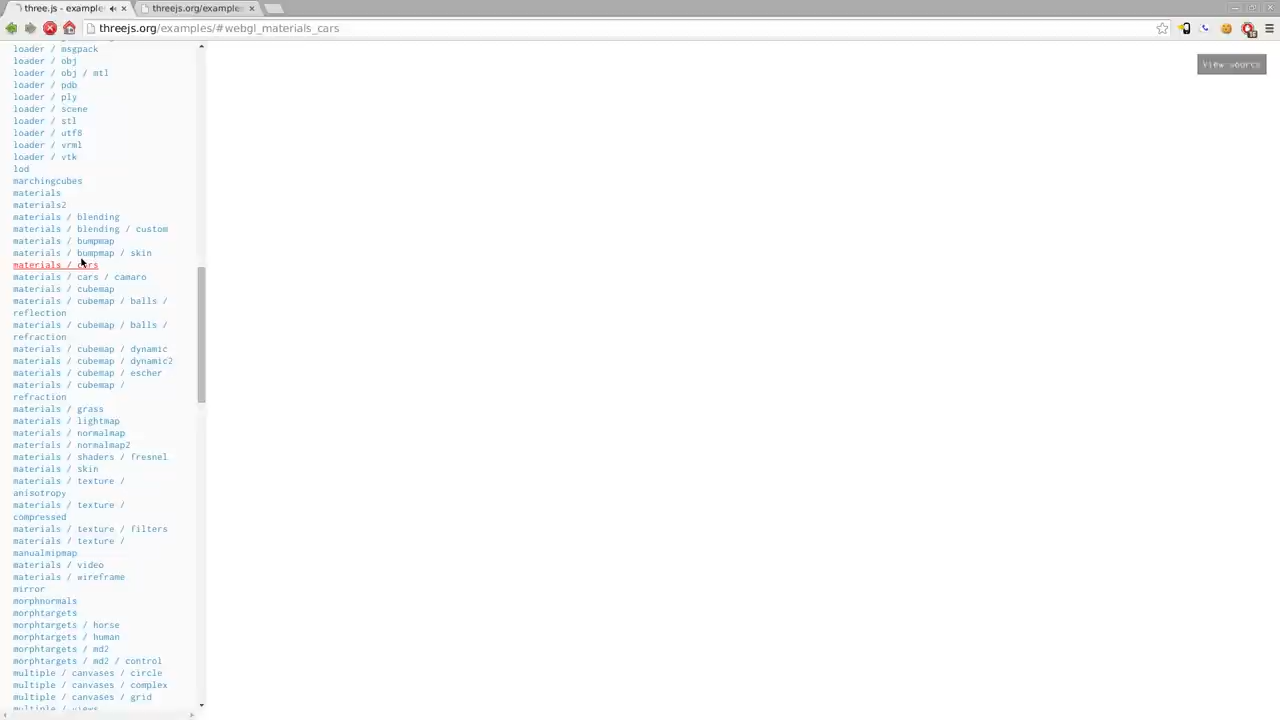 three.js - example
threejs.org/example
threejs.org/examples/#webgl_materials_cars
View source
loader / msgpack
loader / obj
loader / obj / mtl
loader / pdb
loader / ply
loader / scene
loader / stl
loader / utf8
loader / vrml
loader / vtk
lod
marchingcubes
materials
materials2
materials / blending
materials / blending / custom
materials / bumpmap
materials / bumpmap / skin
materials / cars
materials / cars / camaro
materials / cubemap
materials / cubemap / balls /
reflection
materials / cubemap / balls /
refraction
materials / cubemap / dynamic
materials / cubemap / dynamic2
materials / cubemap / escher
materials / cubemap /
refraction
materials / grass
materials / lightmap
materials / normalmap
materials / normalmap2
materials / shaders / fresnel
materials / skin
materials / texture /
anisotropy
materials / texture /
compressed
materials / texture / filters
materials / texture /
manualmipmap
materials / video
materials / wireframe
mirror
morphnormals
morphtargets
morphtargets / horse
morphtargets / human
morphtargets / md2
morphtargets / md2 / control
multiple / canvases / circle
multiple / canvases / complex
multiple / canvases / grid
multiple / views